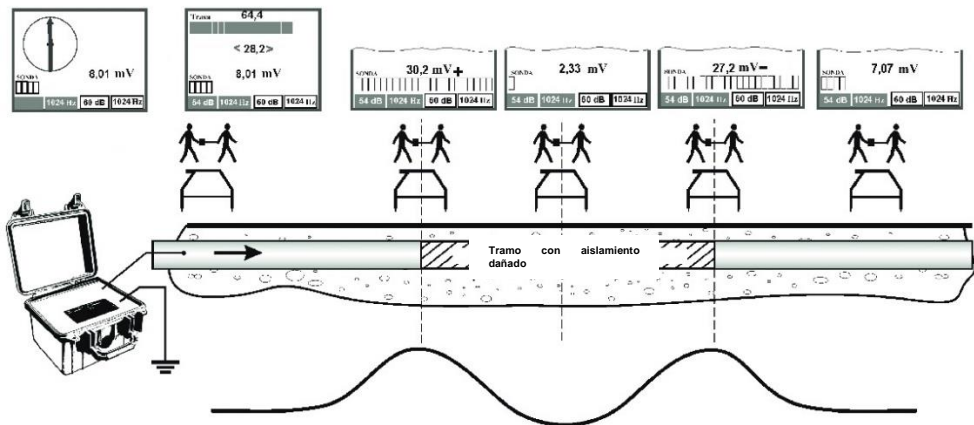 SONDA
8,01 mV
54 dB 1024 Hz 60 dB 1024 Hz
Tramo 64,4
< 28,2>
SONDA
8,01 mV
54 dB 1024 Hz 60 dB 1024 Hz
30,2 mV+
SONDA
54 dB 1024 Hz 60 dB 1024 Hz
2,33 mV
SONDA
54 dB 1024 Hz 60 dB 1024 Hz
27,2 mV-
SONDA
54 dB 1024 Hz 60 dB 1024 Hz
7,07 mV
SONDA
54 dB 1024 Hz 60 dB 1024 Hz
Tramo con aislamiento
dañado